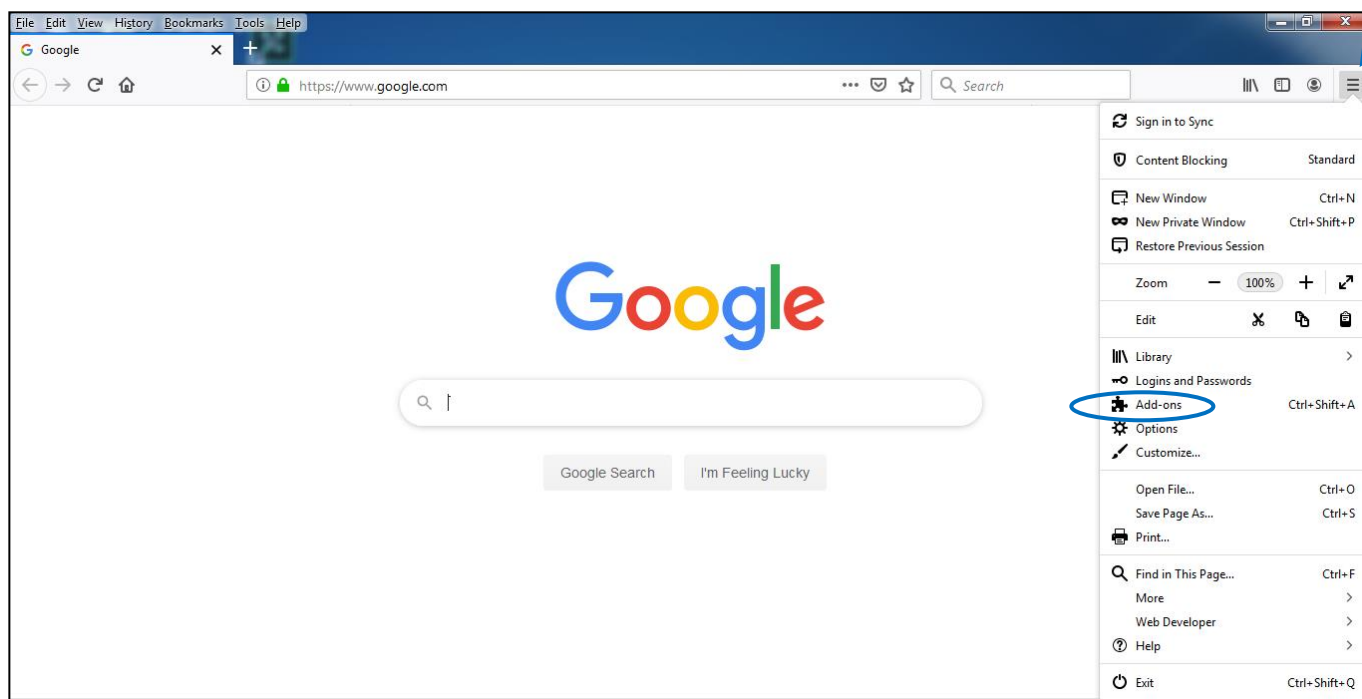 File Edit View History Bookmarks Tools Help
Google
https://www.google.com
Search
Sign in to Sync
Content Blocking Standard
New Window Ctrl+N
New Private Window Ctrl+Shift+P
Restore Previous Session
Zoom 100%
Edit
Library
Logins and Passwords
Add-ons Ctrl+Shift+A
Options
Customize...
Open File... Ctrl+O
Save Page As... Ctrl+S
Print...
Find in This Page... Ctrl+F
More
Web Developer
Help
Exit Ctrl+Shift+Q
Google
Google Search I'm Feeling Lucky